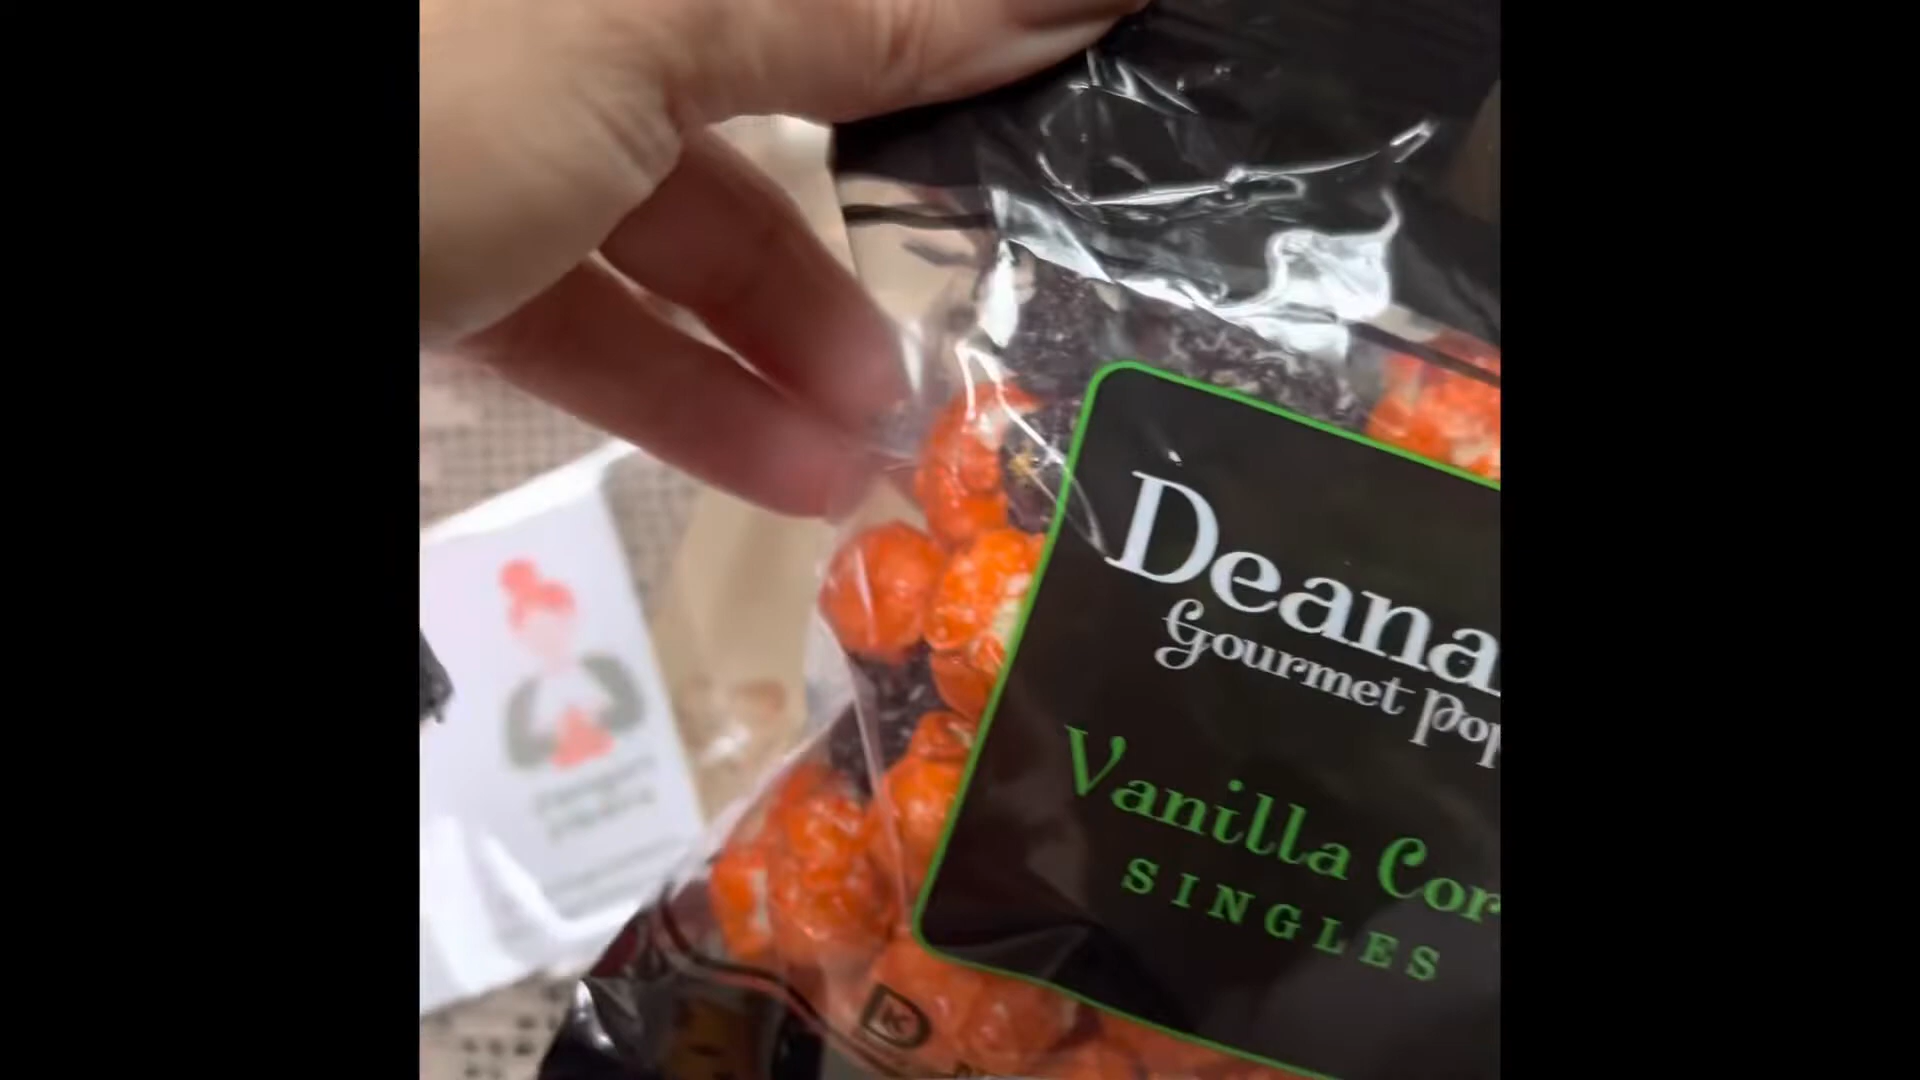 Deana
Gourmet Pop
Vanilla Cor
SINGLES
K